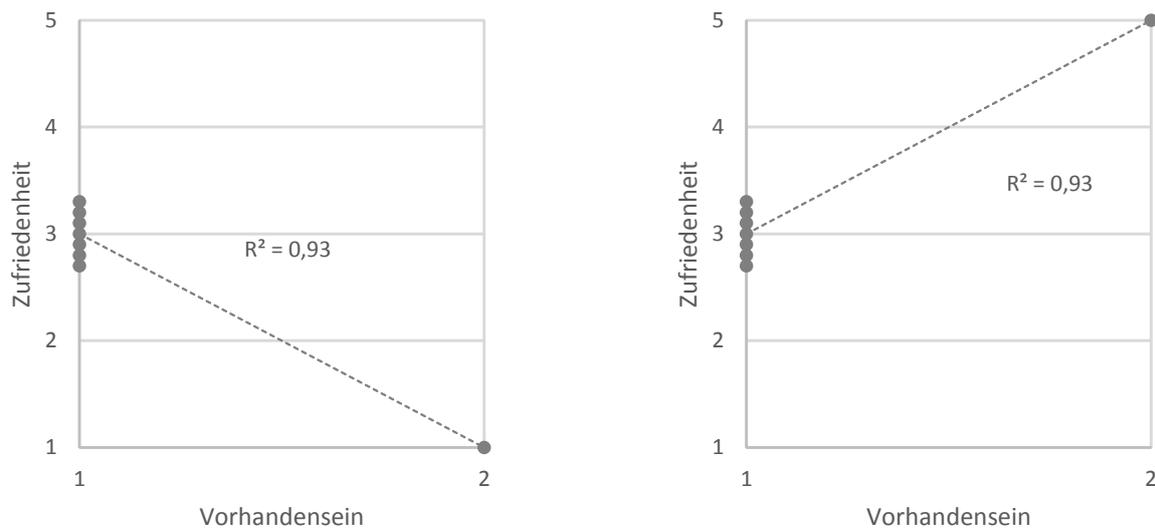 5
4
3
2
1
Zufriedenheit
R² = 0,93
1
2
Vorhandensein
5
4
3
2
1
Zufriedenheit
R² = 0,93
1
2
Vorhandensein